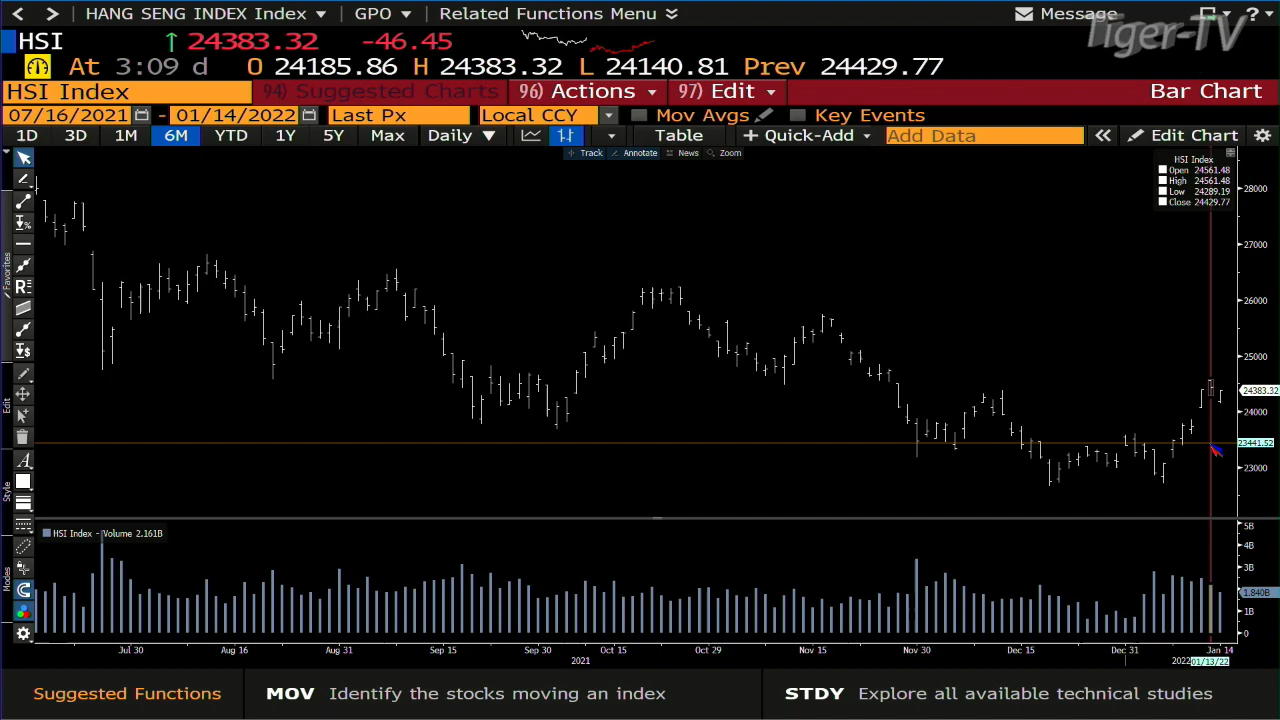 HANG SENG INDEX Index GPO Related Functions Menu Message ?
Tiger-TV
HSI ↑ 24383.32 -46.45
At 3:09 d O 24185.86 H 24383.32 L 24140.81 Prev 24429.77
HSI Index 94) Suggested Charts 96) Actions 97) Edit Bar Chart
07/16/2021 - 01/14/2022 Last Px Local CCY Mov Avgs Key Events
1D 3D 1M 6M YTD 1Y 5Y Max Daily ▼ Table + Quick-Add Add Data « Edit Chart
Track Annotate News Zoom
HSI Index
Open 24561.48
High 24561.48
Low 24289.19
Close 24429.77
28000
27000
26000
25000
24383.32
24000
23441.52
23000
Favorites
Edit
Style
Modes
HSI Index - Volume 2.161B
5B
4B
3B
1.840B
1B
0
Jul 30 Aug 16 Aug 31 Sep 15 Sep 30 Oct 15 Oct 29 Nov 15 Nov 30 Dec 15 Dec 31 Jan 14
2021 2022 01/13/22
Suggested Functions MOV Identify the stocks moving an index STDY Explore all available technical studies